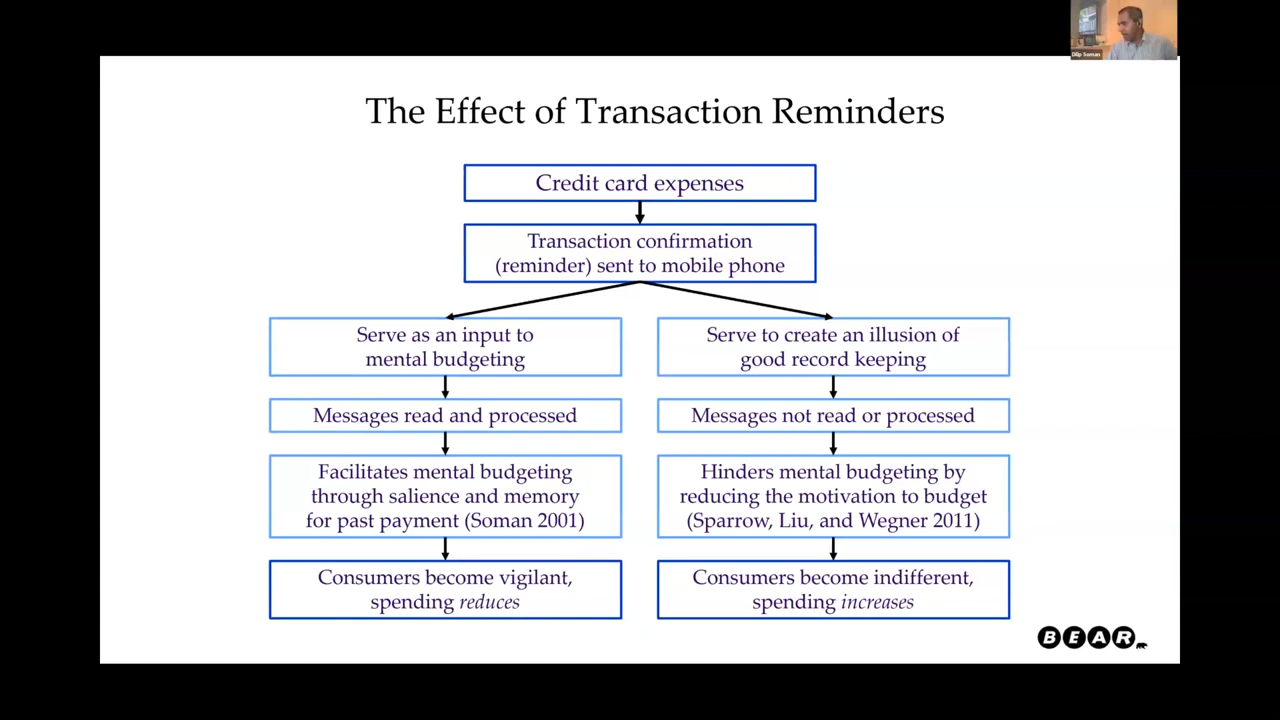 Dilip Soman
The Effect of Transaction Reminders
Credit card expenses
Transaction confirmation
(reminder) sent to mobile phone
Serve as an input to
mental budgeting
Messages read and processed
Facilitates mental budgeting
through salience and memory
for past payment (Soman 2001)
Consumers become vigilant,
spending reduces
Serve to create an illusion of
good record keeping
Messages not read or processed
Hinders mental budgeting by
reducing the motivation to budget
(Sparrow, Liu, and Wegner 2011)
Consumers become indifferent,
spending increases
BEAR